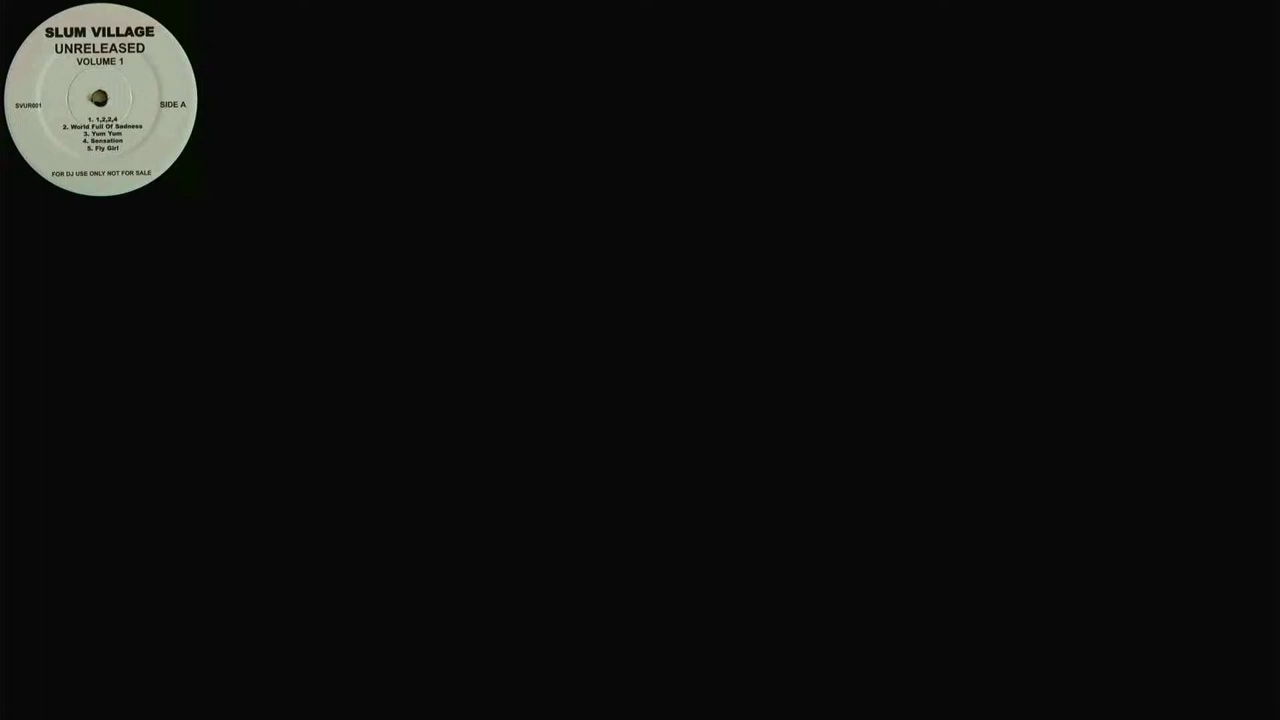 SLUM VILLAGE
UNRELEASED
VOLUME 1
SVUR001
SIDE A
1. 1,2,2,4
2. World Full Of Sadness
3. Yum Yum
4. Sensation
5. Fly Girl
FOR DJ USE ONLY NOT FOR SALE